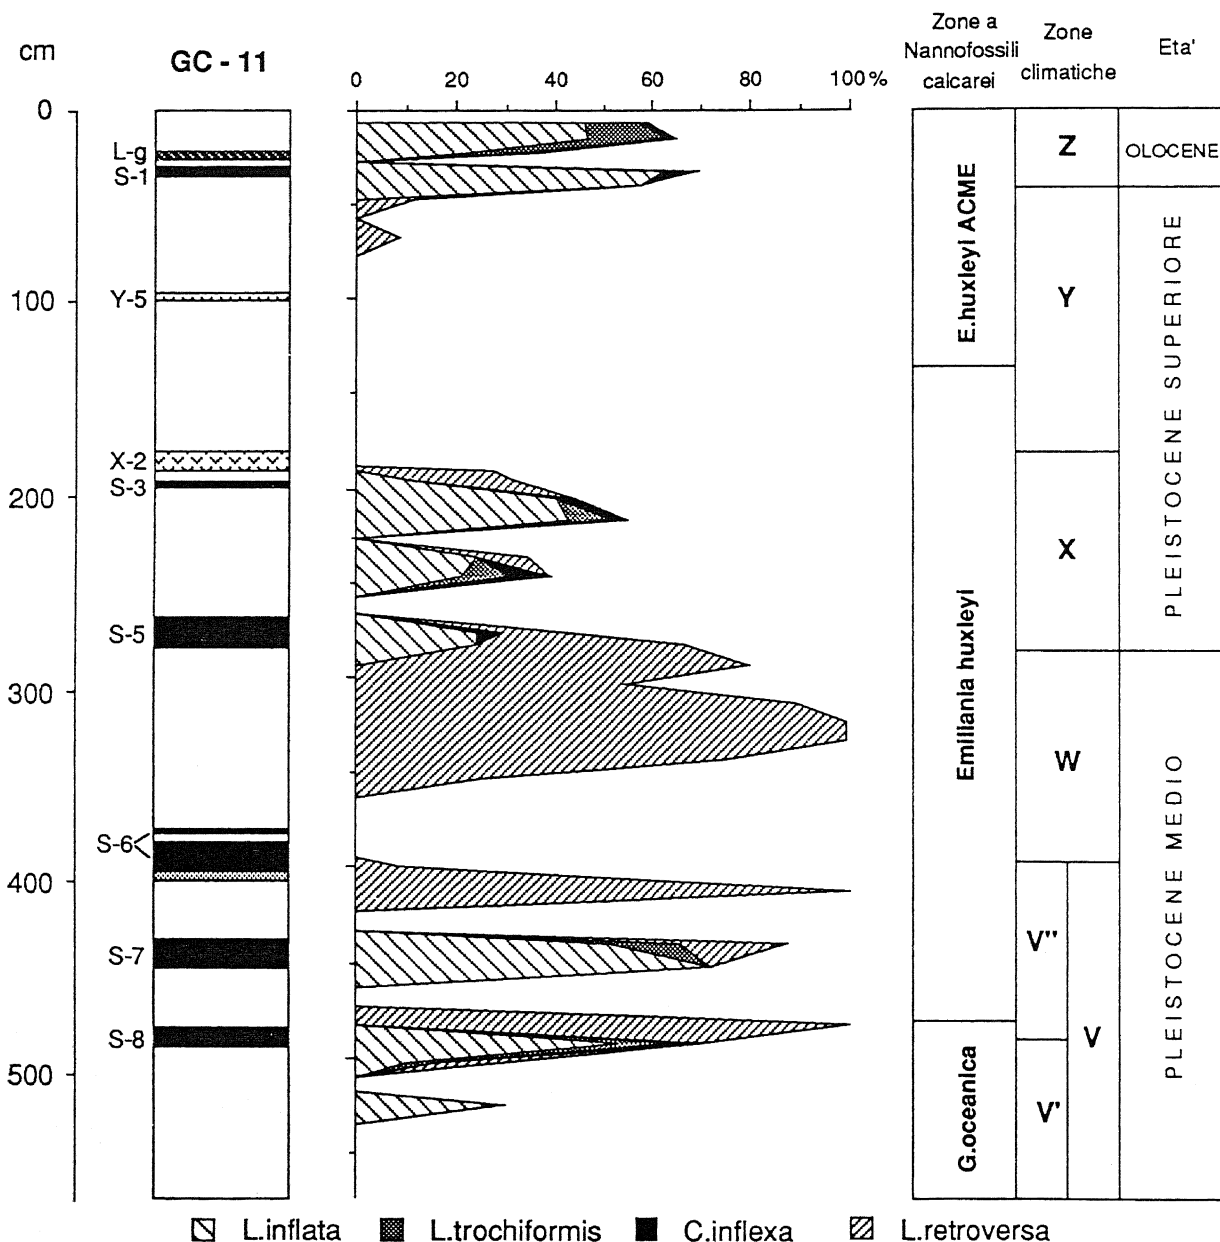 cm
GC - 11
0 20 40 60 80 100 %
Zone a
Nannofossili
calcarei
Zone
climatiche
Eta'
0
100
200
300
400
500
L-g
S-1
Y-5
X-2
S-3
S-5
S-6
S-7
S-8
E.huxleyi ACME
Emiliania huxleyi
G.oceanica
Z
Y
X
W
V''
V
V'
OLOCENE
PLEISTOCENE SUPERIORE
PLEISTOCENE MEDIO
L.inflata L.trochiformis C.inflexa L.retroversa